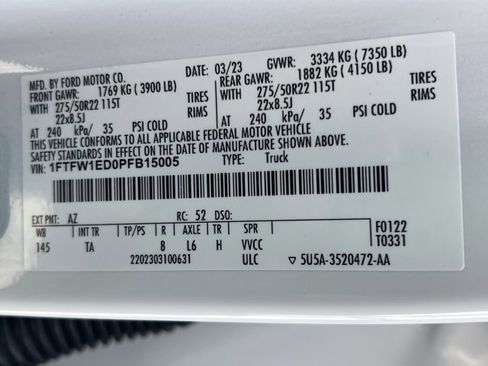 MFD. BY FORD MOTOR CO. 03/23 GVWR: 3334 KG (7350 LB)
FRONT GAWR: 1769 KG (3900 LB) REAR GAWR: 1882 KG (4150 LB)
WITH 275/50R22 115T TIRES WITH 275/50R22 115T TIRES
22x8.5J RIMS 22x8.5J RIMS
AT 240 kPa/ 35 PSI COLD AT 240 kPa/ 35 PSI COLD
THIS VEHICLE CONFORMS TO ALL APPLICABLE FEDERAL MOTOR VEHICLE
SAFETY STANDARDS IN EFFECT ON THE DATE OF MANUFACTURE SHOWN ABOVE
VIN: 1FTFW1ED0PFB15005 TYPE: Truck
EXT PNT: AZ RC: 52 DSO:
WB INT TR TP/PS R AXLE TR SPR F0122
145 TA B L6 H VVCC T0331
2202303100631 ULC ▽ 5U5A-3520472-AA